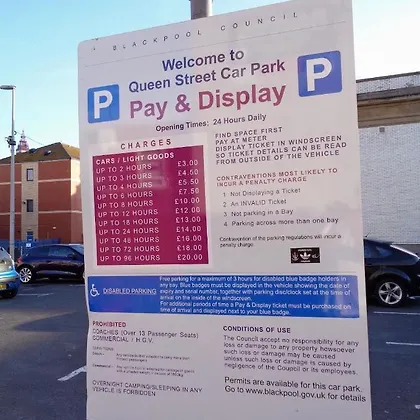 BLACKPOOL COUNCIL
Welcome to
Queen Street Car Park
Pay & Display
P
P
Opening Times: 24 Hours Daily
CHARGES
CARS / LIGHT GOODS
UP TO 2 HOURS £3.00
UP TO 3 HOURS £4.50
UP TO 4 HOURS £5.50
UP TO 6 HOURS £7.50
UP TO 8 HOURS £10.00
UP TO 12 HOURS £12.00
UP TO 18 HOURS £13.00
UP TO 24 HOURS £14.00
UP TO 48 HOURS £16.00
UP TO 72 HOURS £18.00
UP TO 96 HOURS £20.00
FIND SPACE FIRST
PAY AT METER
DISPLAY TICKET IN WINDSCREEN
SO TICKET DETAILS CAN BE READ
FROM OUTSIDE OF THE VEHICLE
CONTRAVENTIONS MOST LIKELY TO
INCUR A PENALTY CHARGE
1 Not Displaying a Ticket
2 An INVALID Ticket
3 Not parking in a Bay
4 Parking across more than one bay
Contravention of the parking regulations will incur a
penalty charge.
adidas
DISABLED PARKING
Free parking for a maximum of 3 hours for disabled blue badge holders in
any bay. Blue badges must be displayed in the vehicle showing the date of
expiry and serial number, together with parking disc/clock set at the time of
arrival on the inside of the windscreen.
For additional periods of time a Pay & Display ticket must be purchased on
time of arrival and displayed next to your blue badge.
PROHIBITED
COACHES (Over 13 Passenger Seats)
COMMERCIAL / H.G.V.
OVERNIGHT CAMPING/SLEEPING IN ANY
VEHICLE IS FORBIDDEN
CONDITIONS OF USE
The Council accept no responsibility for any
loss or damage to any property howsoever
such loss or damage may be caused
unless such loss or damage is caused by
negligence of the Council or its employees.
Permits are available for this car park.
Go to www.blackpool.gov.uk for details